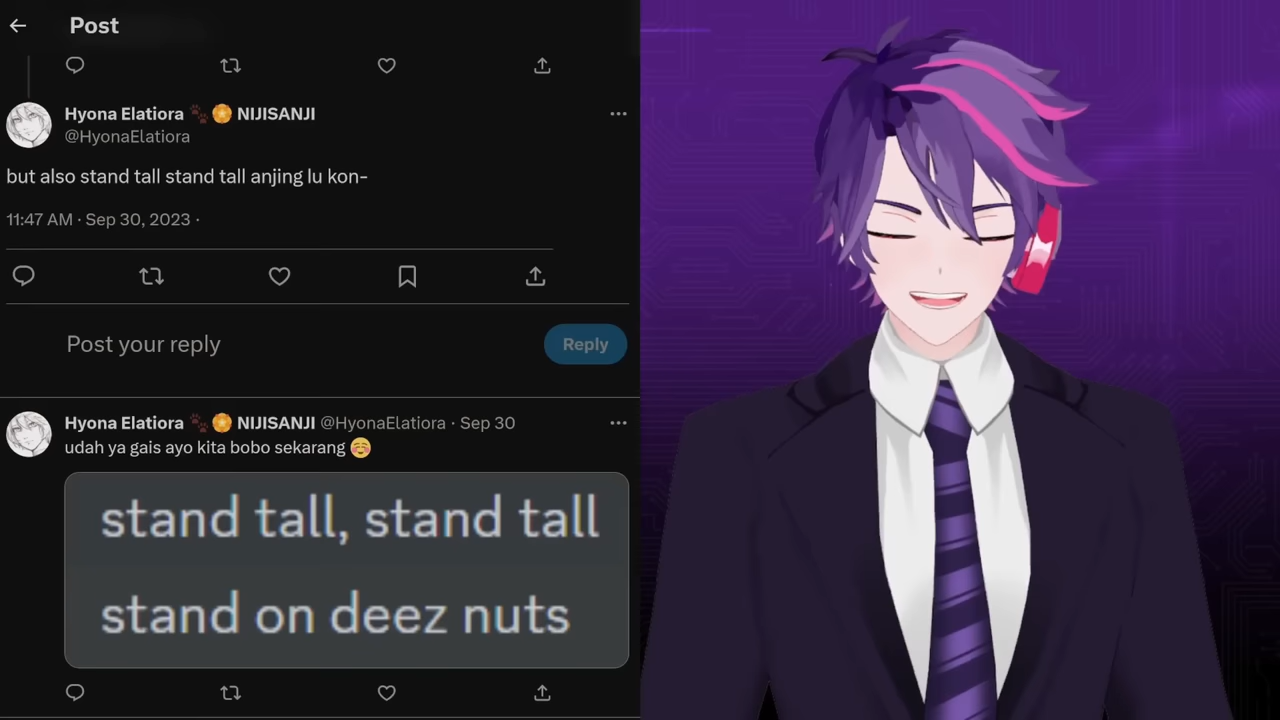 Post
Hyona Elatiora 🐾🏵️ NIJISANJI
@HyonaElatiora
but also stand tall stand tall anjing lu kon-
11:47 AM · Sep 30, 2023 ·
Post your reply
Reply
Hyona Elatiora 🐾🏵️ NIJISANJI @HyonaElatiora · Sep 30
udah ya gais ayo kita bobo sekarang ☺️
stand tall, stand tall
stand on deez nuts